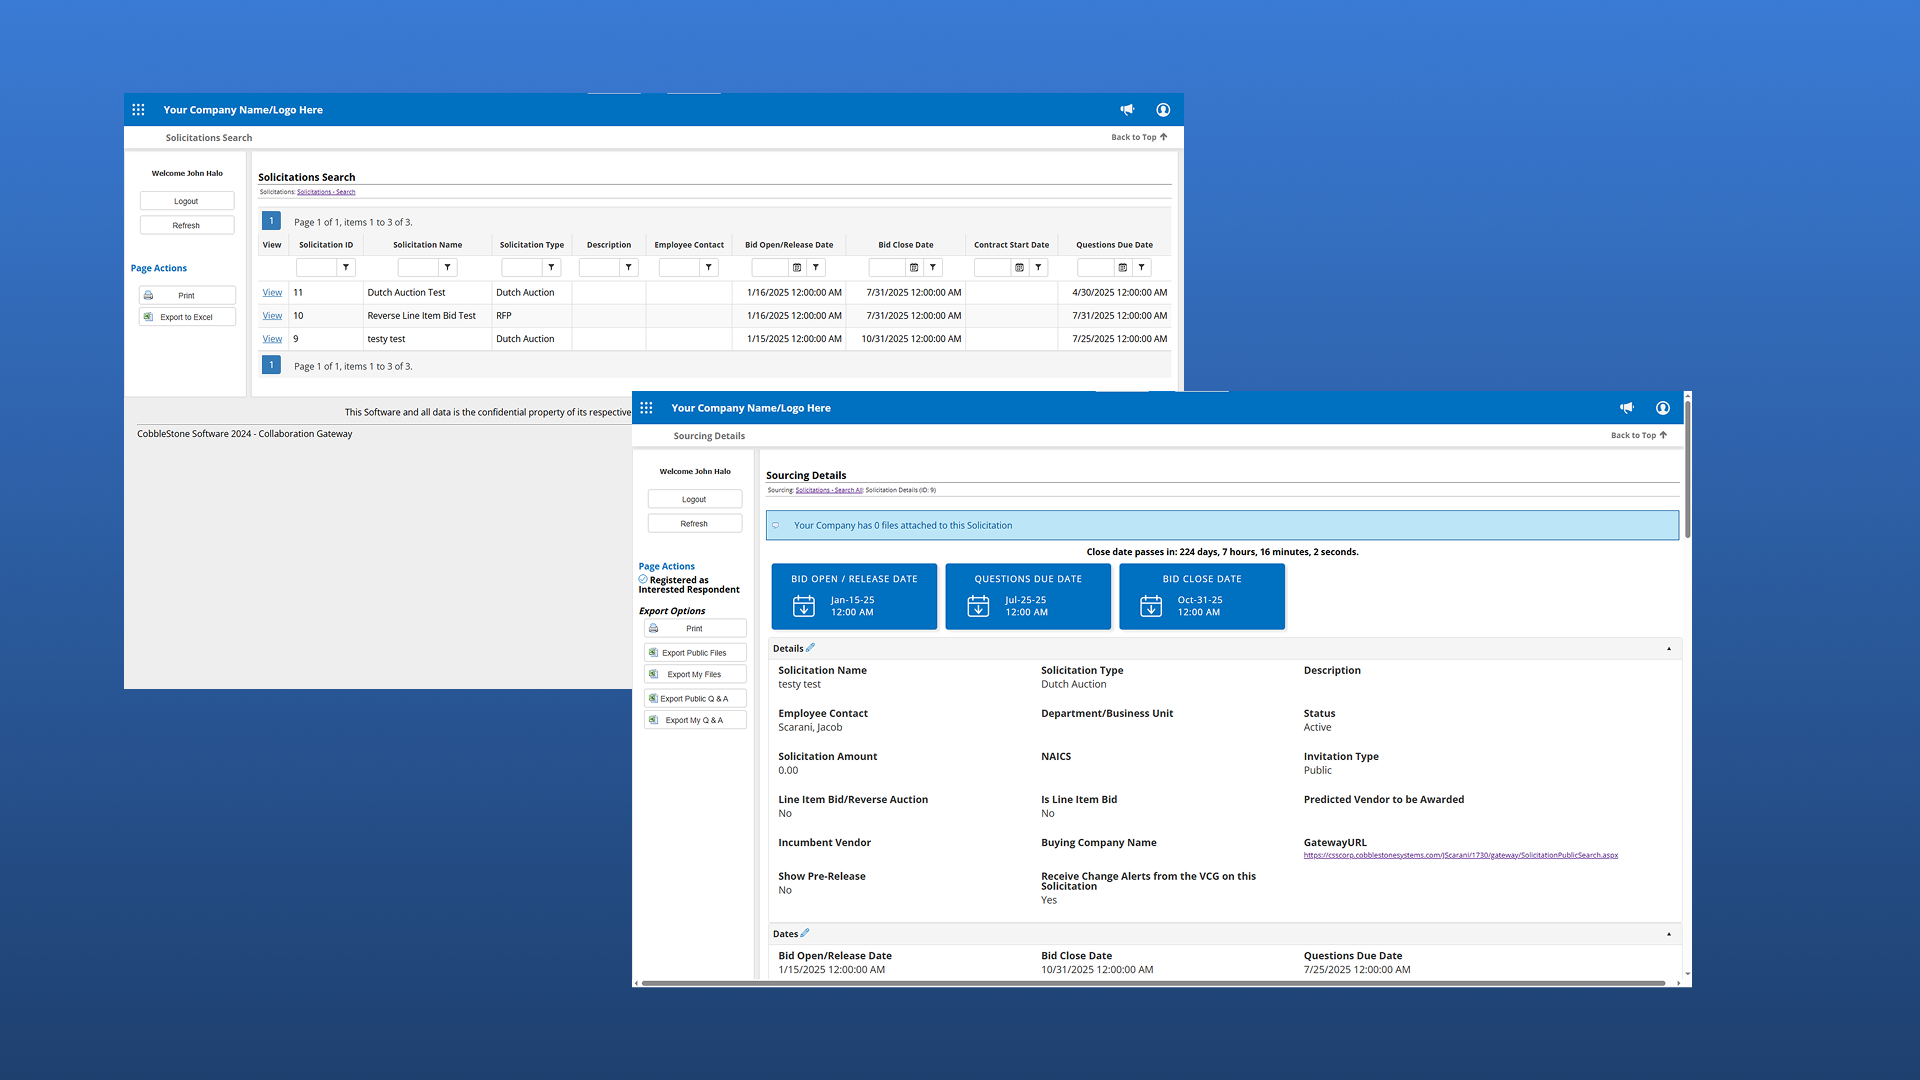 Your Company Name/Logo Here
Solicitations Search
Back to Top
Welcome John Halo
Logout
Refresh
Page Actions
Print
Export to Excel
Solicitations Search
Solicitations: Solicitations - Search
1 Page 1 of 1, items 1 to 3 of 3.
View Solicitation ID Solicitation Name Solicitation Type Description Employee Contact Bid Open/Release Date Bid Close Date Contract Start Date Questions Due Date
View 11 Dutch Auction Test Dutch Auction 1/16/2025 12:00:00 AM 7/31/2025 12:00:00 AM 4/30/2025 12:00:00 AM
View 10 Reverse Line Item Bid Test RFP 1/16/2025 12:00:00 AM 7/31/2025 12:00:00 AM 7/31/2025 12:00:00 AM
View 9 testy test Dutch Auction 1/15/2025 12:00:00 AM 10/31/2025 12:00:00 AM 7/25/2025 12:00:00 AM
1 Page 1 of 1, items 1 to 3 of 3.
This Software and all data is the confidential property of its respective
CobbleStone Software 2024 - Collaboration Gateway
Your Company Name/Logo Here
Sourcing Details
Back to Top
Welcome John Halo
Logout
Refresh
Page Actions
Registered as
Interested Respondent
Export Options
Print
Export Public Files
Export My Files
Export Public Q & A
Export My Q & A
Sourcing Details
Sourcing: Solicitations - Search All: Solicitation Details (ID: 9)
Your Company has 0 files attached to this Solicitation
Close date passes in: 224 days, 7 hours, 16 minutes, 2 seconds.
BID OPEN / RELEASE DATE
Jan-15-25
12:00 AM
QUESTIONS DUE DATE
Jul-25-25
12:00 AM
BID CLOSE DATE
Oct-31-25
12:00 AM
Details
Solicitation Name Solicitation Type Description
testy test Dutch Auction
Employee Contact Department/Business Unit Status
Scarani, Jacob Active
Solicitation Amount NAICS Invitation Type
0.00 Public
Line Item Bid/Reverse Auction Is Line Item Bid Predicted Vendor to be Awarded
No No
Incumbent Vendor Buying Company Name GatewayURL
https://csscorp.cobblestonesystems.com/JScarani/1730/gateway/SolicitationPublicSearch.aspx
Show Pre-Release Receive Change Alerts from the VCG on this
Solicitation
No Yes
Dates
Bid Open/Release Date Bid Close Date Questions Due Date
1/15/2025 12:00:00 AM 10/31/2025 12:00:00 AM 7/25/2025 12:00:00 AM